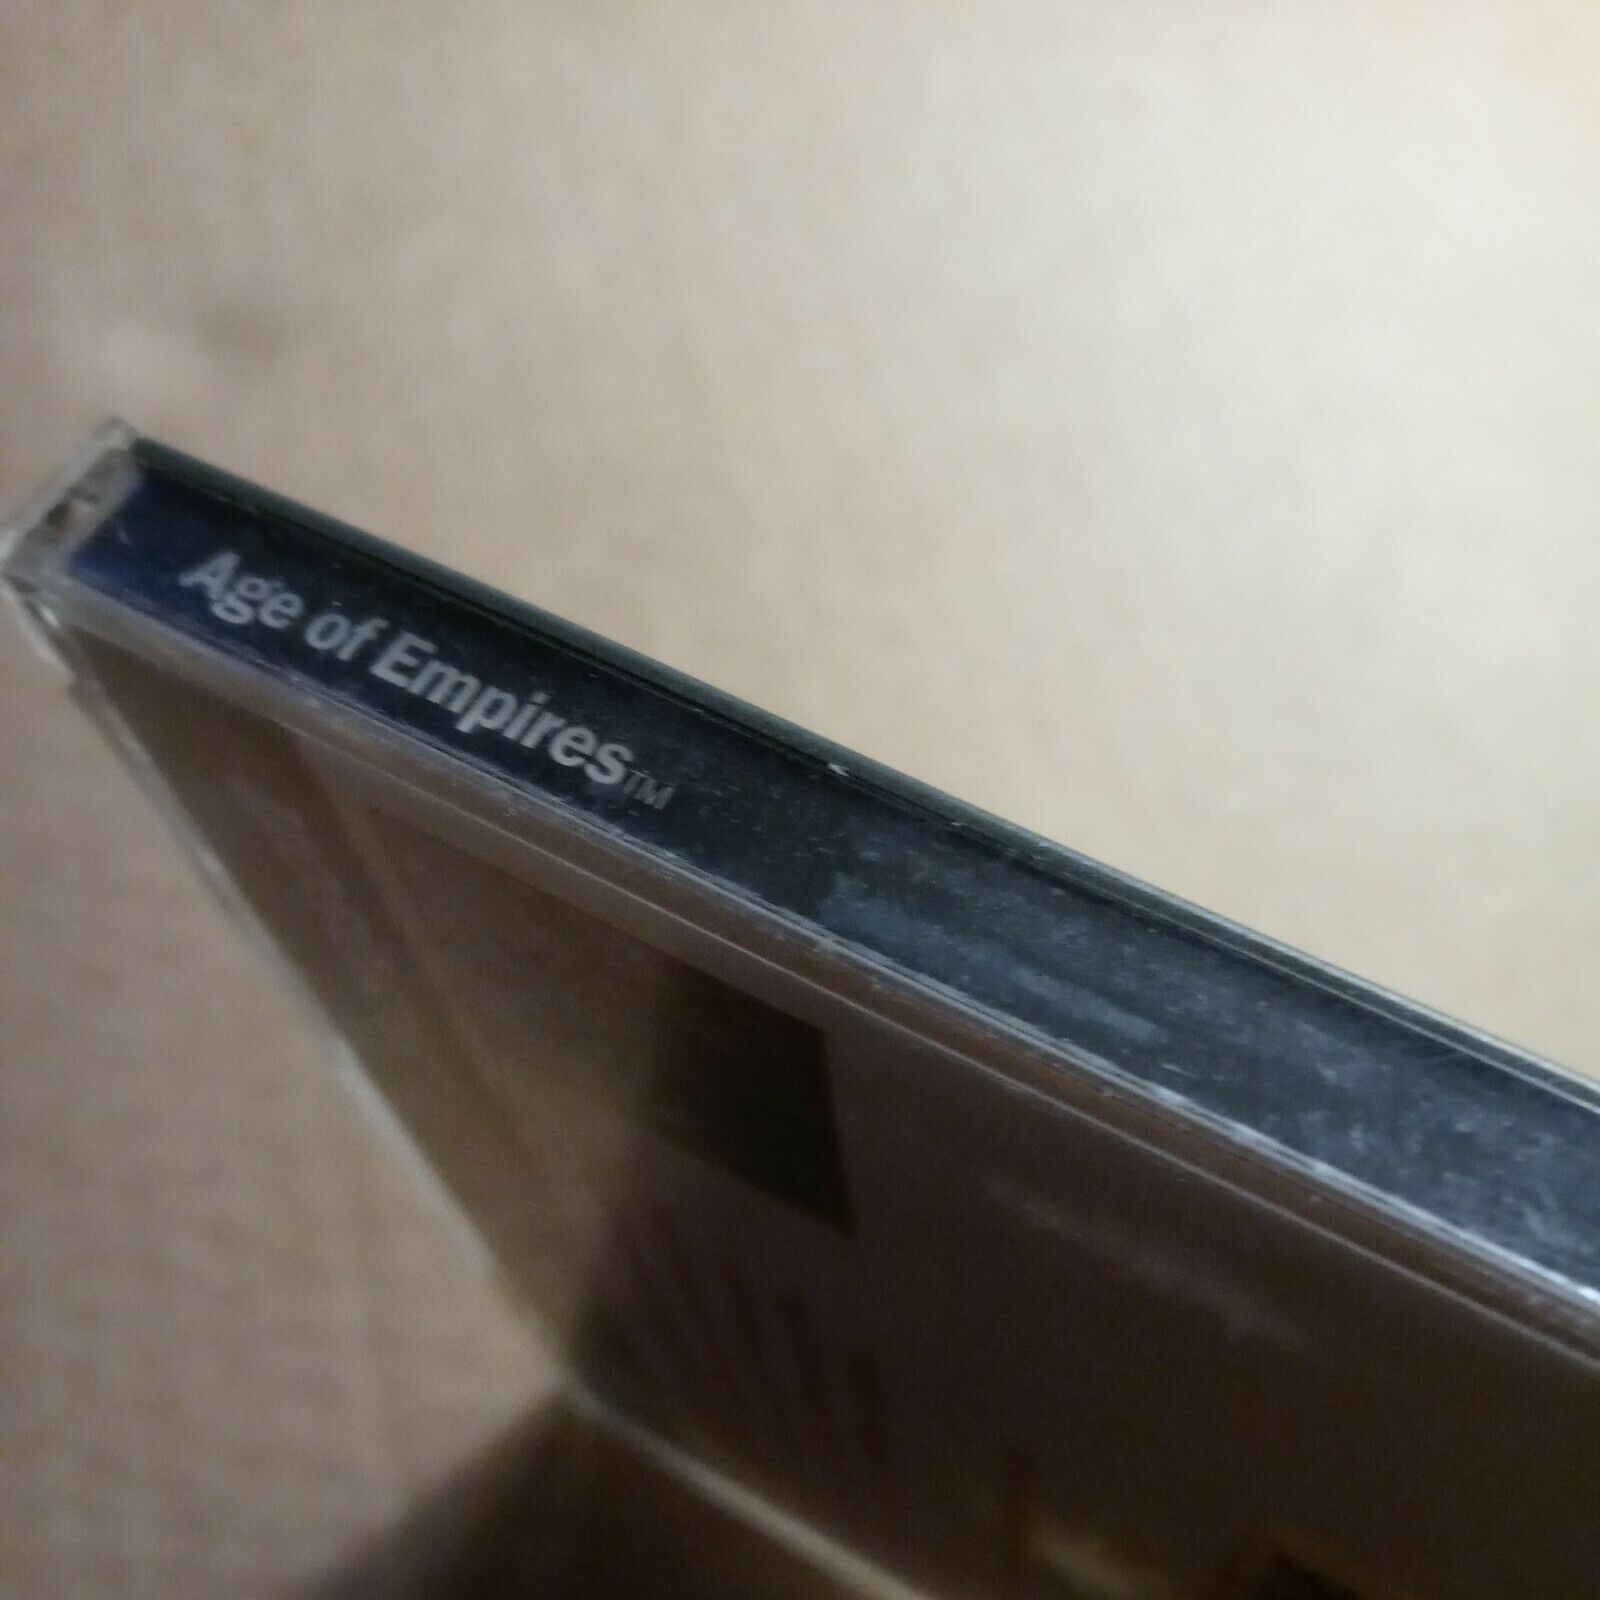 Age of Empires™